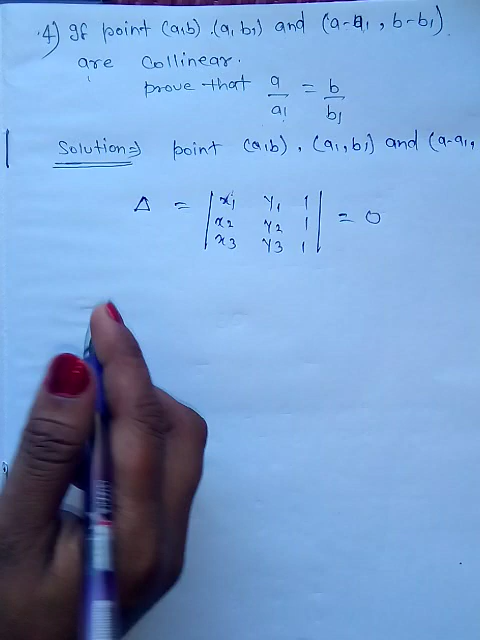 4) If point (a,b) .(a, b1) and (a-a1 , b-b1)
are Collinear.
prove that a/a1 = b/b1
Solution⇒ point (a,b) , (a1,b1) and (a-a1,
Δ = | x1 y1 1 |
| x2 y2 1 | = 0
| x3 y3 1 |